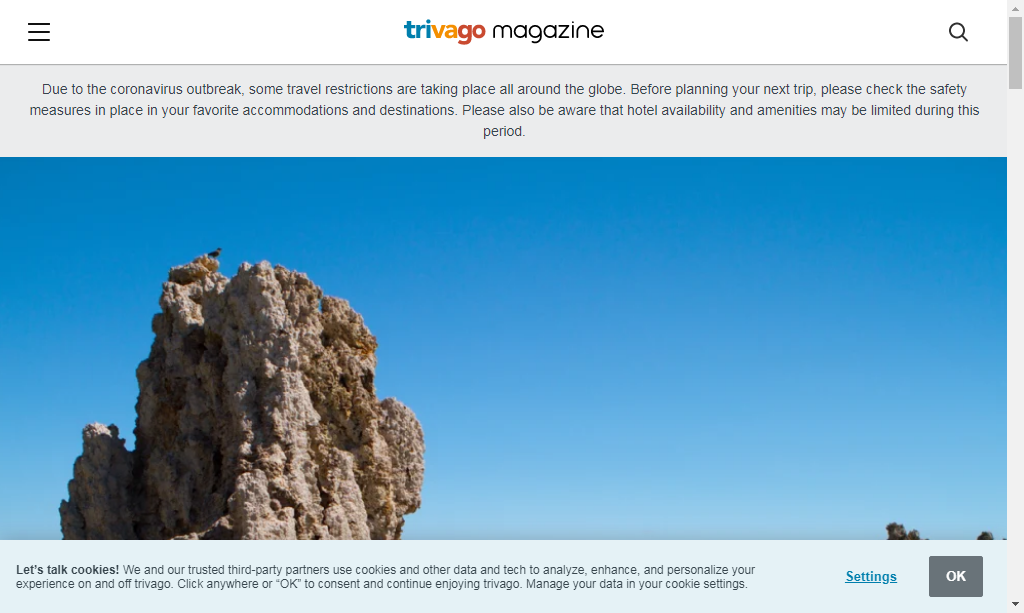 trivago magazine
Due to the coronavirus outbreak, some travel restrictions are taking place all around the globe. Before planning your next trip, please check the safety
measures in place in your favorite accommodations and destinations. Please also be aware that hotel availability and amenities may be limited during this
period.
Let's talk cookies! We and our trusted third-party partners use cookies and other data and tech to analyze, enhance, and personalize your
experience on and off trivago. Click anywhere or “OK” to consent and continue enjoying trivago. Manage your data in your cookie settings.
Settings
OK